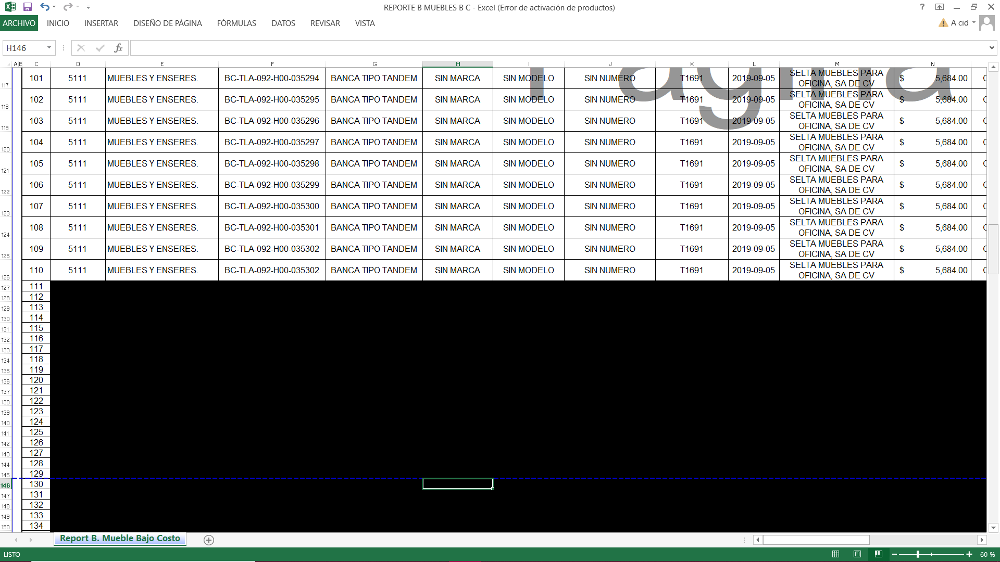 REPORTE B MUEBLES B C - Excel (Error de activación de productos)
?
ARCHIVO INICIO INSERTAR DISEÑO DE PÁGINA FÓRMULAS DATOS REVISAR VISTA
A cid
H146
fx
C D E F G H I J K L M N
Página
117 101 5111 MUEBLES Y ENSERES. BC-TLA-092-H00-035294 BANCA TIPO TANDEM SIN MARCA SIN MODELO SIN NUMERO T1691 2019-09-05 SELTA MUEBLES PARA OFICINA, SA DE CV $ 5,684.00
118 102 5111 MUEBLES Y ENSERES. BC-TLA-092-H00-035295 BANCA TIPO TANDEM SIN MARCA SIN MODELO SIN NUMERO T1691 2019-09-05 SELTA MUEBLES PARA OFICINA, SA DE CV $ 5,684.00
119 103 5111 MUEBLES Y ENSERES. BC-TLA-092-H00-035296 BANCA TIPO TANDEM SIN MARCA SIN MODELO SIN NUMERO T1691 2019-09-05 SELTA MUEBLES PARA OFICINA, SA DE CV $ 5,684.00
120 104 5111 MUEBLES Y ENSERES. BC-TLA-092-H00-035297 BANCA TIPO TANDEM SIN MARCA SIN MODELO SIN NUMERO T1691 2019-09-05 SELTA MUEBLES PARA OFICINA, SA DE CV $ 5,684.00
121 105 5111 MUEBLES Y ENSERES. BC-TLA-092-H00-035298 BANCA TIPO TANDEM SIN MARCA SIN MODELO SIN NUMERO T1691 2019-09-05 SELTA MUEBLES PARA OFICINA, SA DE CV $ 5,684.00
122 106 5111 MUEBLES Y ENSERES. BC-TLA-092-H00-035299 BANCA TIPO TANDEM SIN MARCA SIN MODELO SIN NUMERO T1691 2019-09-05 SELTA MUEBLES PARA OFICINA, SA DE CV $ 5,684.00
123 107 5111 MUEBLES Y ENSERES. BC-TLA-092-H00-035300 BANCA TIPO TANDEM SIN MARCA SIN MODELO SIN NUMERO T1691 2019-09-05 SELTA MUEBLES PARA OFICINA, SA DE CV $ 5,684.00
124 108 5111 MUEBLES Y ENSERES. BC-TLA-092-H00-035301 BANCA TIPO TANDEM SIN MARCA SIN MODELO SIN NUMERO T1691 2019-09-05 SELTA MUEBLES PARA OFICINA, SA DE CV $ 5,684.00
125 109 5111 MUEBLES Y ENSERES. BC-TLA-092-H00-035302 BANCA TIPO TANDEM SIN MARCA SIN MODELO SIN NUMERO T1691 2019-09-05 SELTA MUEBLES PARA OFICINA, SA DE CV $ 5,684.00
126 110 5111 MUEBLES Y ENSERES. BC-TLA-092-H00-035302 BANCA TIPO TANDEM SIN MARCA SIN MODELO SIN NUMERO T1691 2019-09-05 SELTA MUEBLES PARA OFICINA, SA DE CV $ 5,684.00
127 111
128 112
129 113
130 114
131 115
132 116
133 117
134 118
135 119
136 120
137 121
138 122
139 123
140 124
141 125
142 126
143 127
144 128
145 129
146 130
147 131
148 132
149 133
150 134
Report B. Mueble Bajo Costo
LISTO
60 %